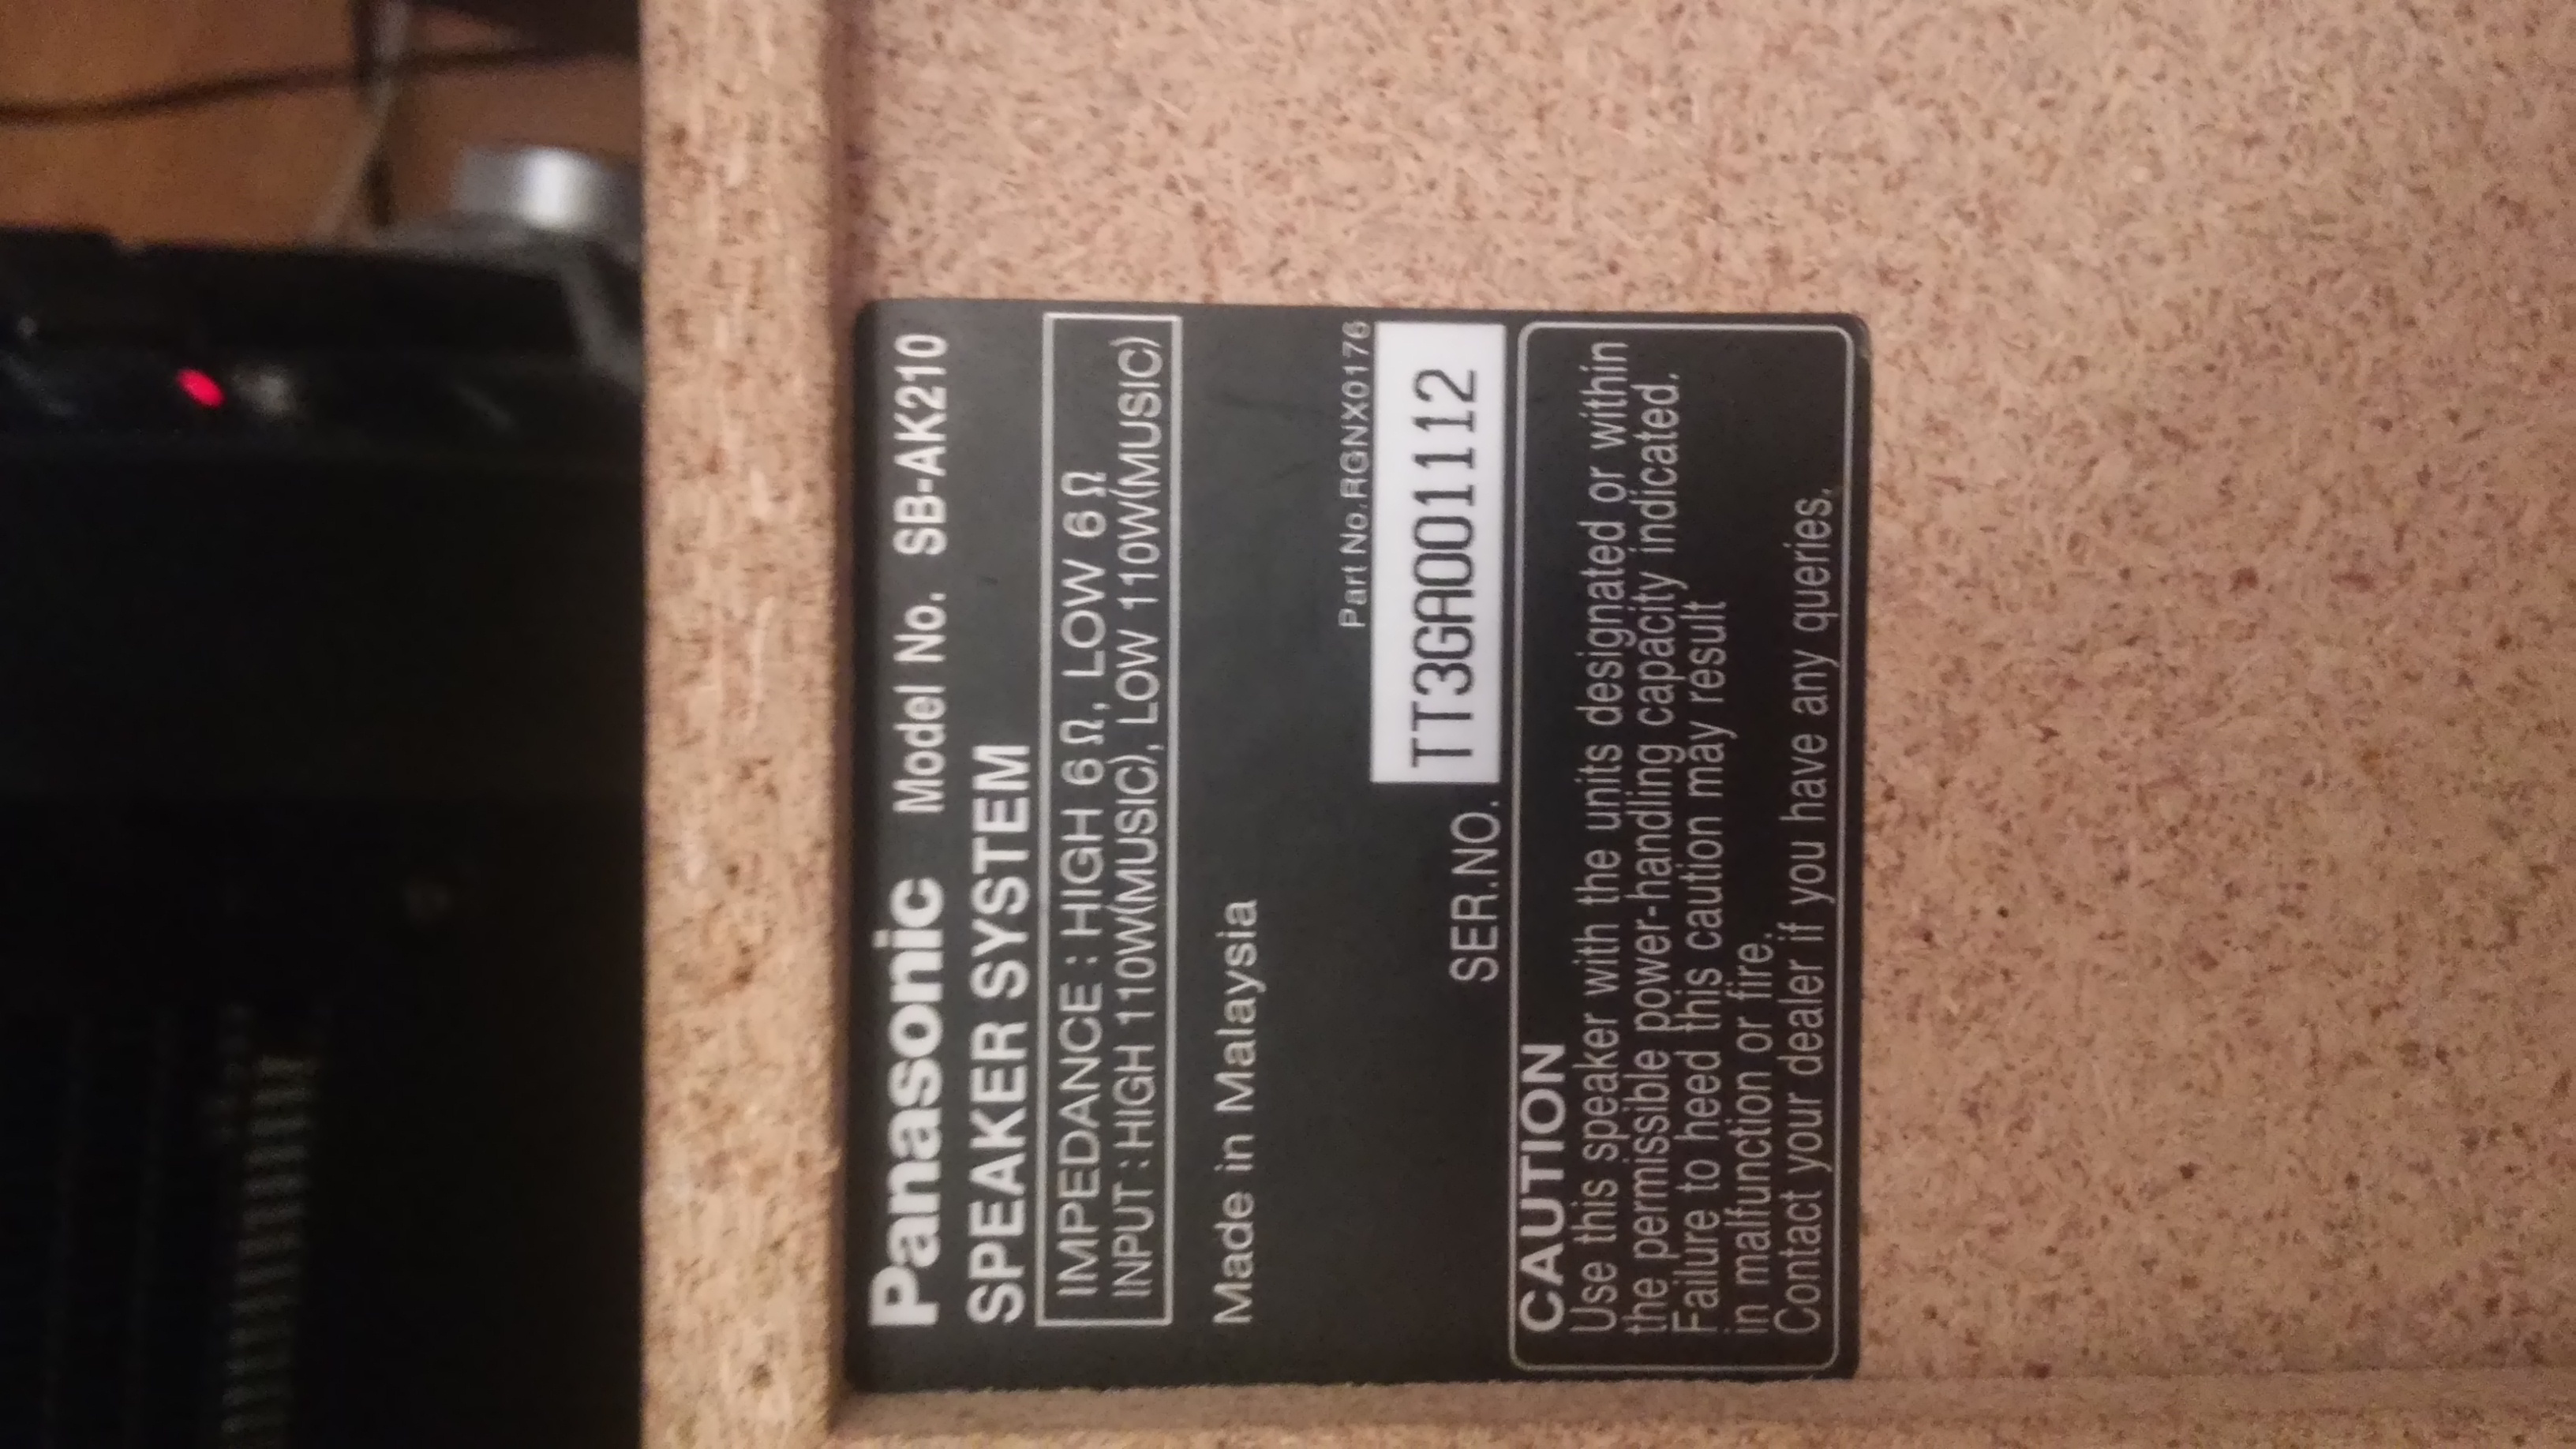 Panasonic Model No. SB-AK210
SPEAKER SYSTEM
IMPEDANCE : HIGH 6 Ω, LOW 6 Ω
INPUT : HIGH 110W(MUSIC), LOW 110W(MUSIC)
Made in Malaysia
Part No.RGNX0176
SER.NO. TT3GA001112
CAUTION
Use this speaker with the units designated or within
the permissible power-handling capacity indicated.
Failure to heed this caution may result
in malfunction or fire.
Contact your dealer if you have any queries.